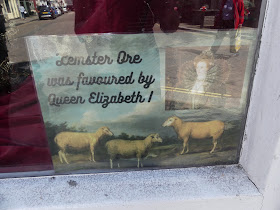 Lemster Ore
was favoured by
Queen Elizabeth!